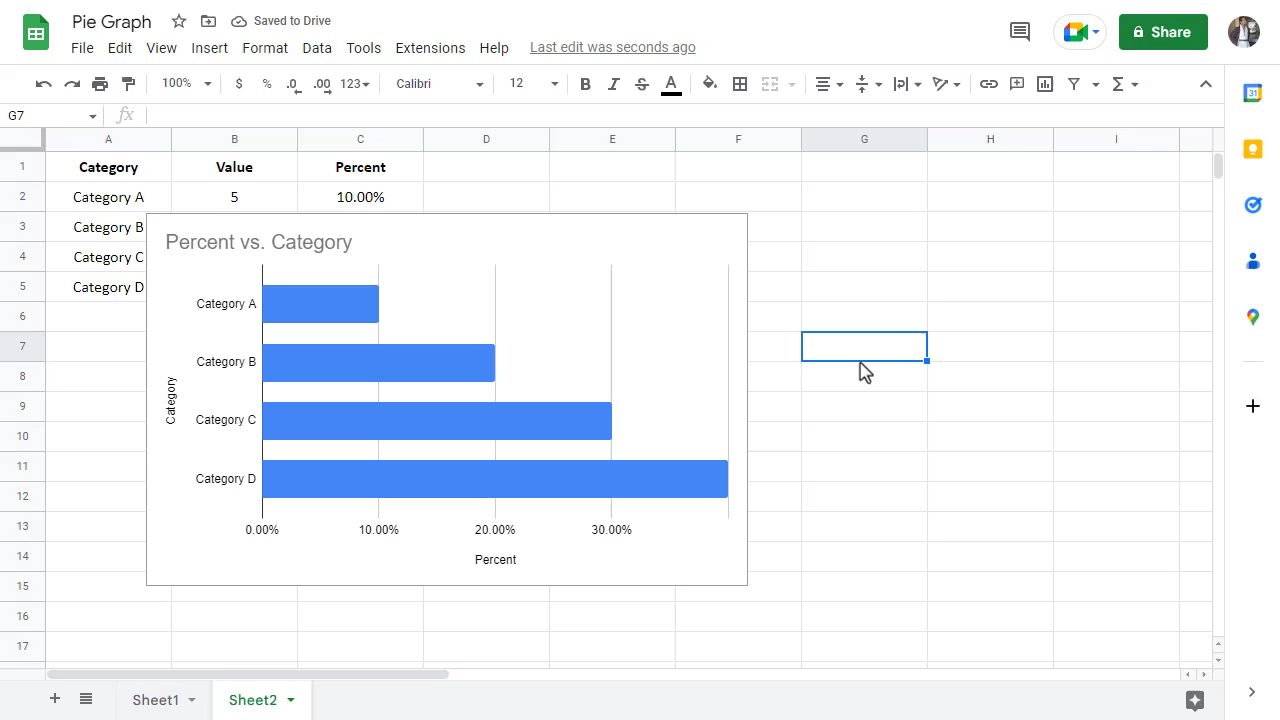 Pie Graph
Saved to Drive
File Edit View Insert Format Data Tools Extensions Help Last edit was seconds ago
Share
100% $ % .0 .00 123 Calibri 12 B I S A
G7 fx
A B C D E F G H I
1 Category Value Percent
2 Category A 5 10.00%
3 Category B
4 Category C
5 Category D
6
7
8
9
10
11
12
13
14
15
16
17
Percent vs. Category
Category A
Category B
Category C
Category D
Category
0.00% 10.00% 20.00% 30.00%
Percent
Sheet1 Sheet2
31